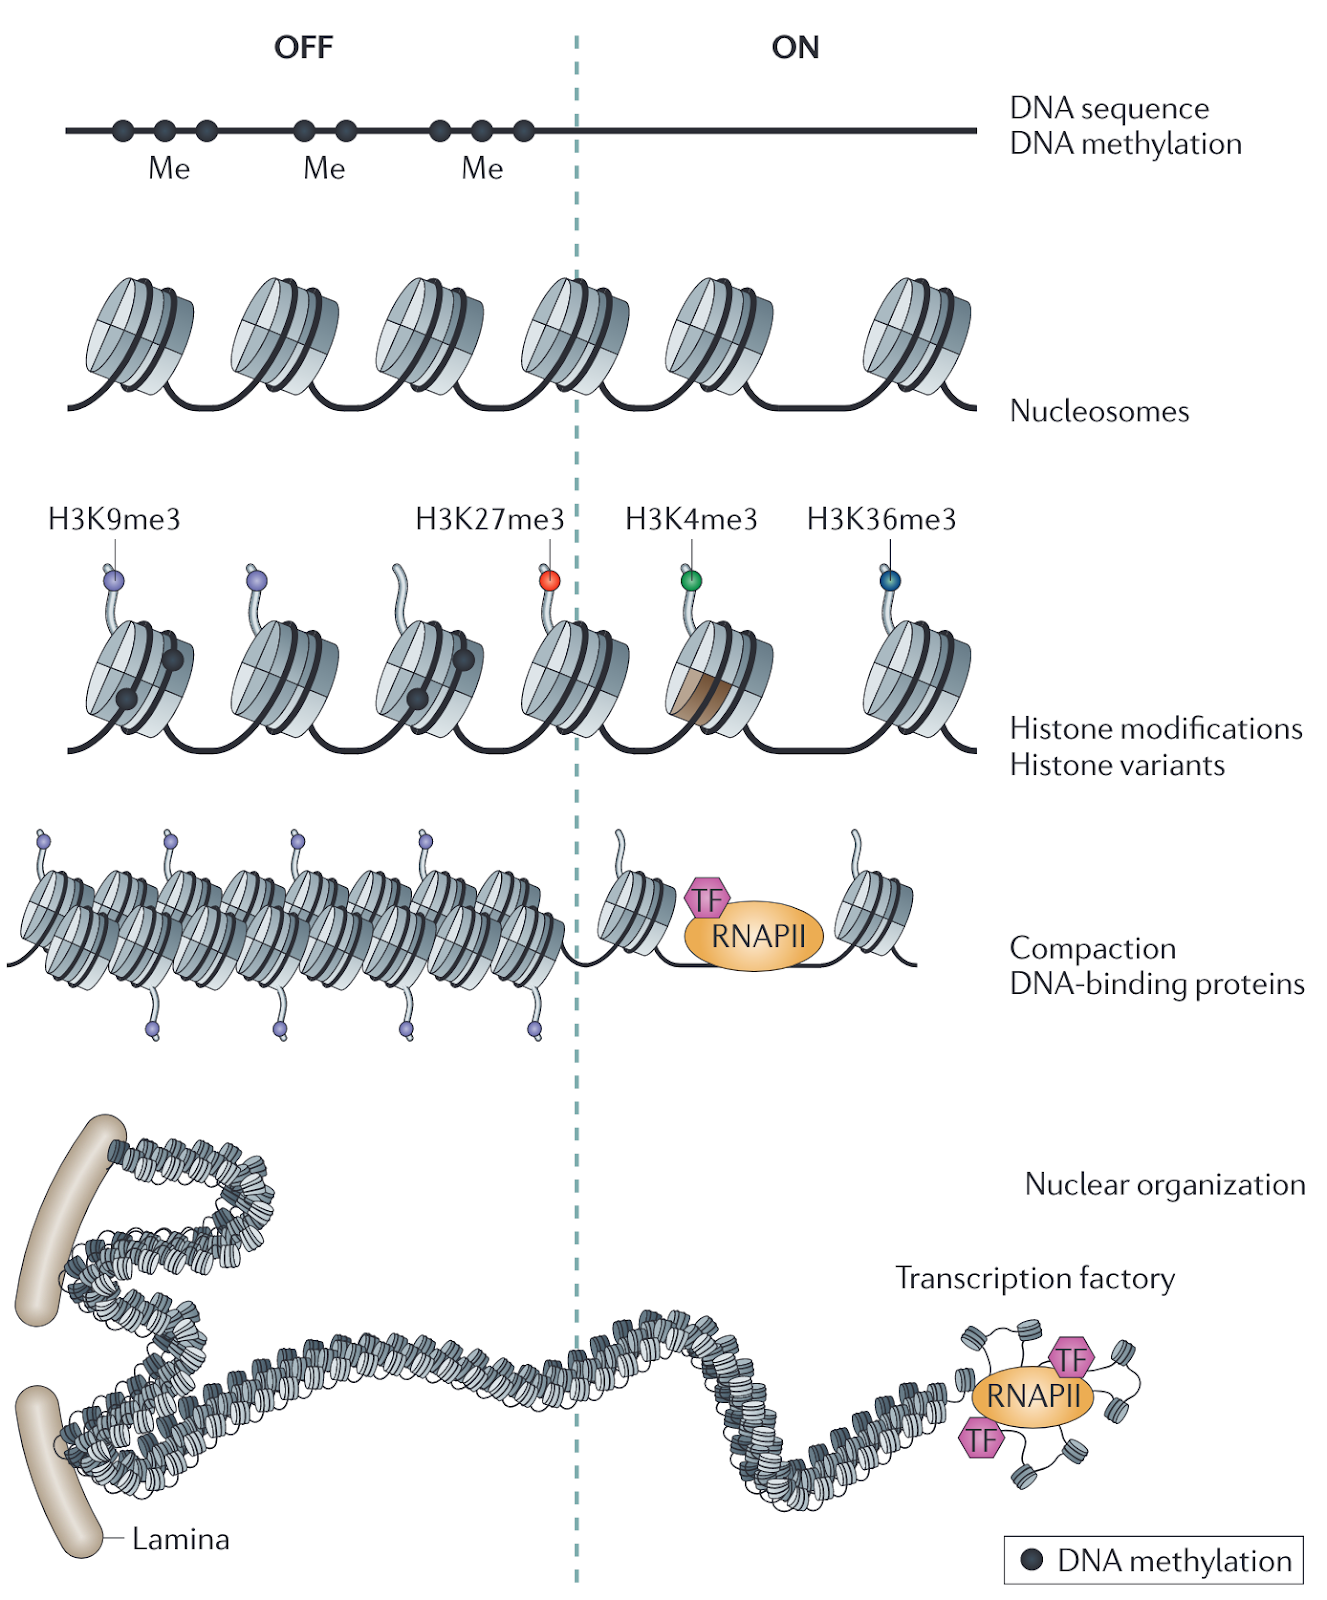 OFF
ON
DNA sequence
DNA methylation
Me
Me
Me
Nucleosomes
H3K9me3
H3K27me3
H3K4me3
H3K36me3
Histone modifications
Histone variants
TF
RNAPII
Compaction
DNA-binding proteins
Nuclear organization
Transcription factory
TF
RNAPII
TF
Lamina
DNA methylation